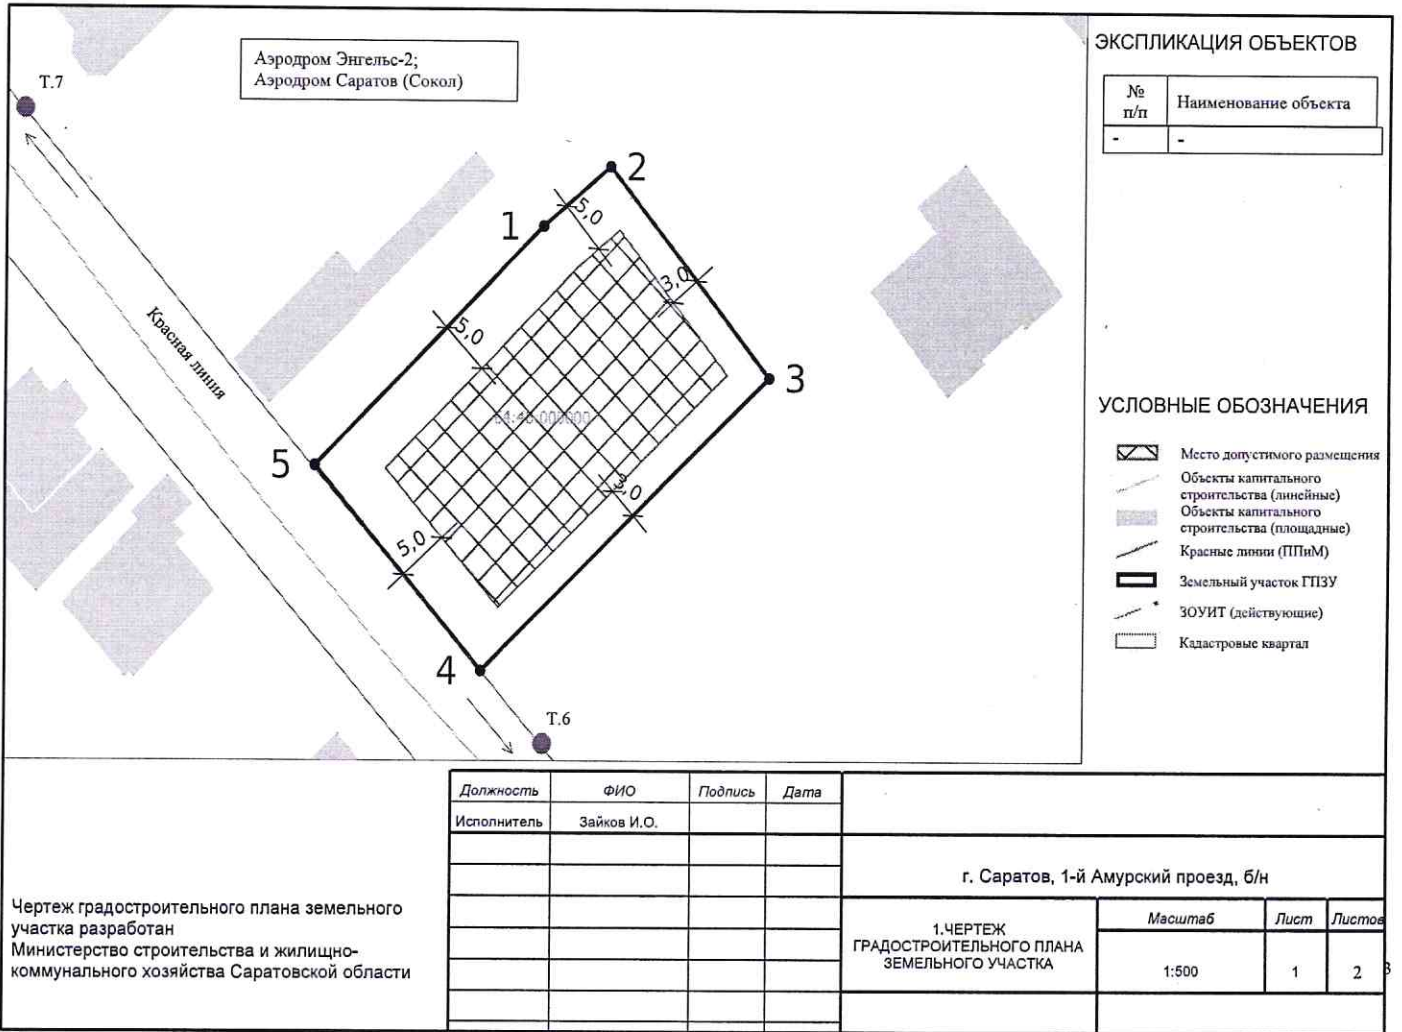 Аэродром Энгельс-2;
Аэродром Саратов (Сокол)
Т.7
2
5,0
1
3,0
5,0
Красная линия
3
5
3,0
5,0
4
Т.6
ЭКСПЛИКАЦИЯ ОБЪЕКТОВ
№ п/п
Наименование объекта
-
-
УСЛОВНЫЕ ОБОЗНАЧЕНИЯ
Место допустимого размещения
Объекты капитального
строительства (линейные)
Объекты капитального
строительства (площадные)
Красные линии (ППиМ)
Земельный участок ГПЗУ
ЗОУИТ (действующие)
Кадастровые квартал
Чертеж градостроительного плана земельного
участка разработан
Министерство строительства и жилищно-
коммунального хозяйства Саратовской области
Должность ФИО Подпись Дата
Исполнитель Зайков И.О.
г. Саратов, 1-й Амурский проезд, б/н
1.ЧЕРТЕЖ
ГРАДОСТРОИТЕЛЬНОГО ПЛАНА
ЗЕМЕЛЬНОГО УЧАСТКА
Масштаб Лист Листов
1:500 1 2
3